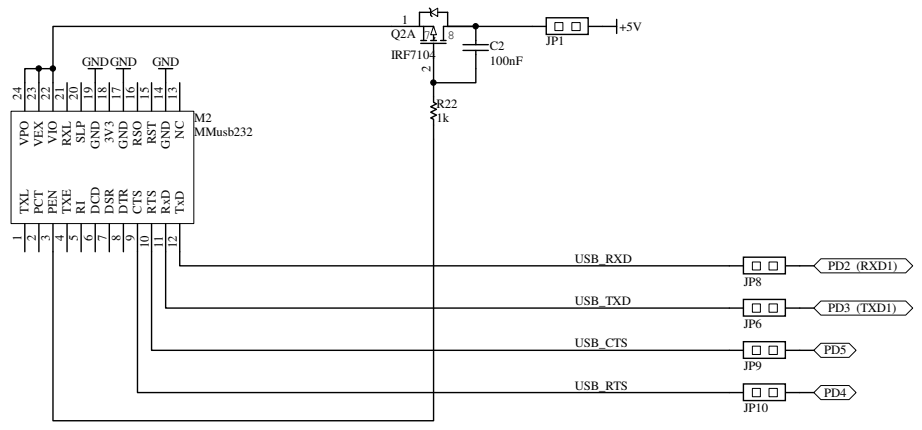 1
Q2A
7
8
IRF7104
2
C2
100nF
JP1
+5V
R22
1k
GND GND GND
24 23 22 21 20 19 18 17 16 15 14 13
M2
MMusb232
VPO VEX VIO RXL SLP GND 3V3 GND RSO RST GND NC
TXL PCT PEN TXE RI DCD DSR DTR CTS RTS RxD TxD
1 2 3 4 5 6 7 8 9 10 11 12
USB_RXD
JP8
PD2 (RXD1)
USB_TXD
JP6
PD3 (TXD1)
USB_CTS
JP9
PD5
USB_RTS
JP10
PD4